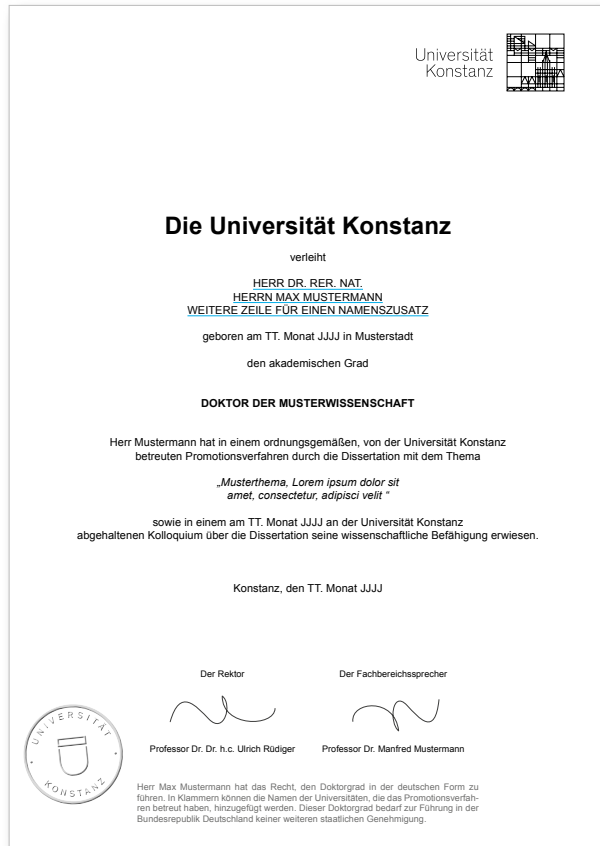 Universität
Konstanz
Die Universität Konstanz
verleiht
HERR DR. RER. NAT.
HERRN MAX MUSTERMANN
WEITERE ZEILE FÜR EINEN NAMENSZUSATZ
geboren am TT. Monat JJJJ in Musterstadt
den akademischen Grad
DOKTOR DER MUSTERWISSENSCHAFT
Herr Mustermann hat in einem ordnungsgemäßen, von der Universität Konstanz
betreuten Promotionsverfahren durch die Dissertation mit dem Thema
„Musterthema, Lorem ipsum dolor sit
amet, consectetur, adipisci velit “
sowie in einem am TT. Monat JJJJ an der Universität Konstanz
abgehaltenen Kolloquium über die Dissertation seine wissenschaftliche Befähigung erwiesen.
Konstanz, den TT. Monat JJJJ
Der Rektor
Der Fachbereichssprecher
Professor Dr. Dr. h.c. Ulrich Rüdiger
Professor Dr. Manfred Mustermann
UNIVERSITÄT
KONSTANZ
Herr Max Mustermann hat das Recht, den Doktorgrad in der deutschen Form zu
führen. In Klammern können die Namen der Universitäten, die das Promotionsverfah-
ren betreut haben, hinzugefügt werden. Dieser Doktorgrad bedarf zur Führung in der
Bundesrepublik Deutschland keiner weiteren staatlichen Genehmigung.